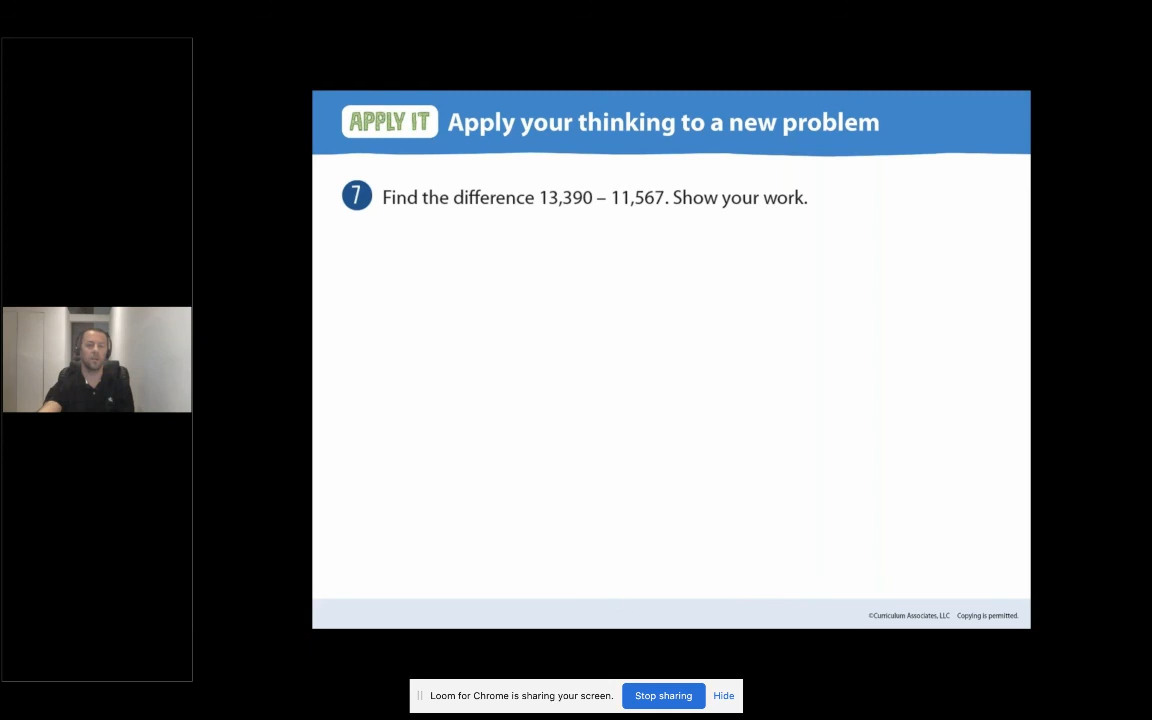 APPLY IT Apply your thinking to a new problem
7 Find the difference 13,390 – 11,567. Show your work.
©Curriculum Associates, LLC Copying is permitted.
Loom for Chrome is sharing your screen. Stop sharing Hide